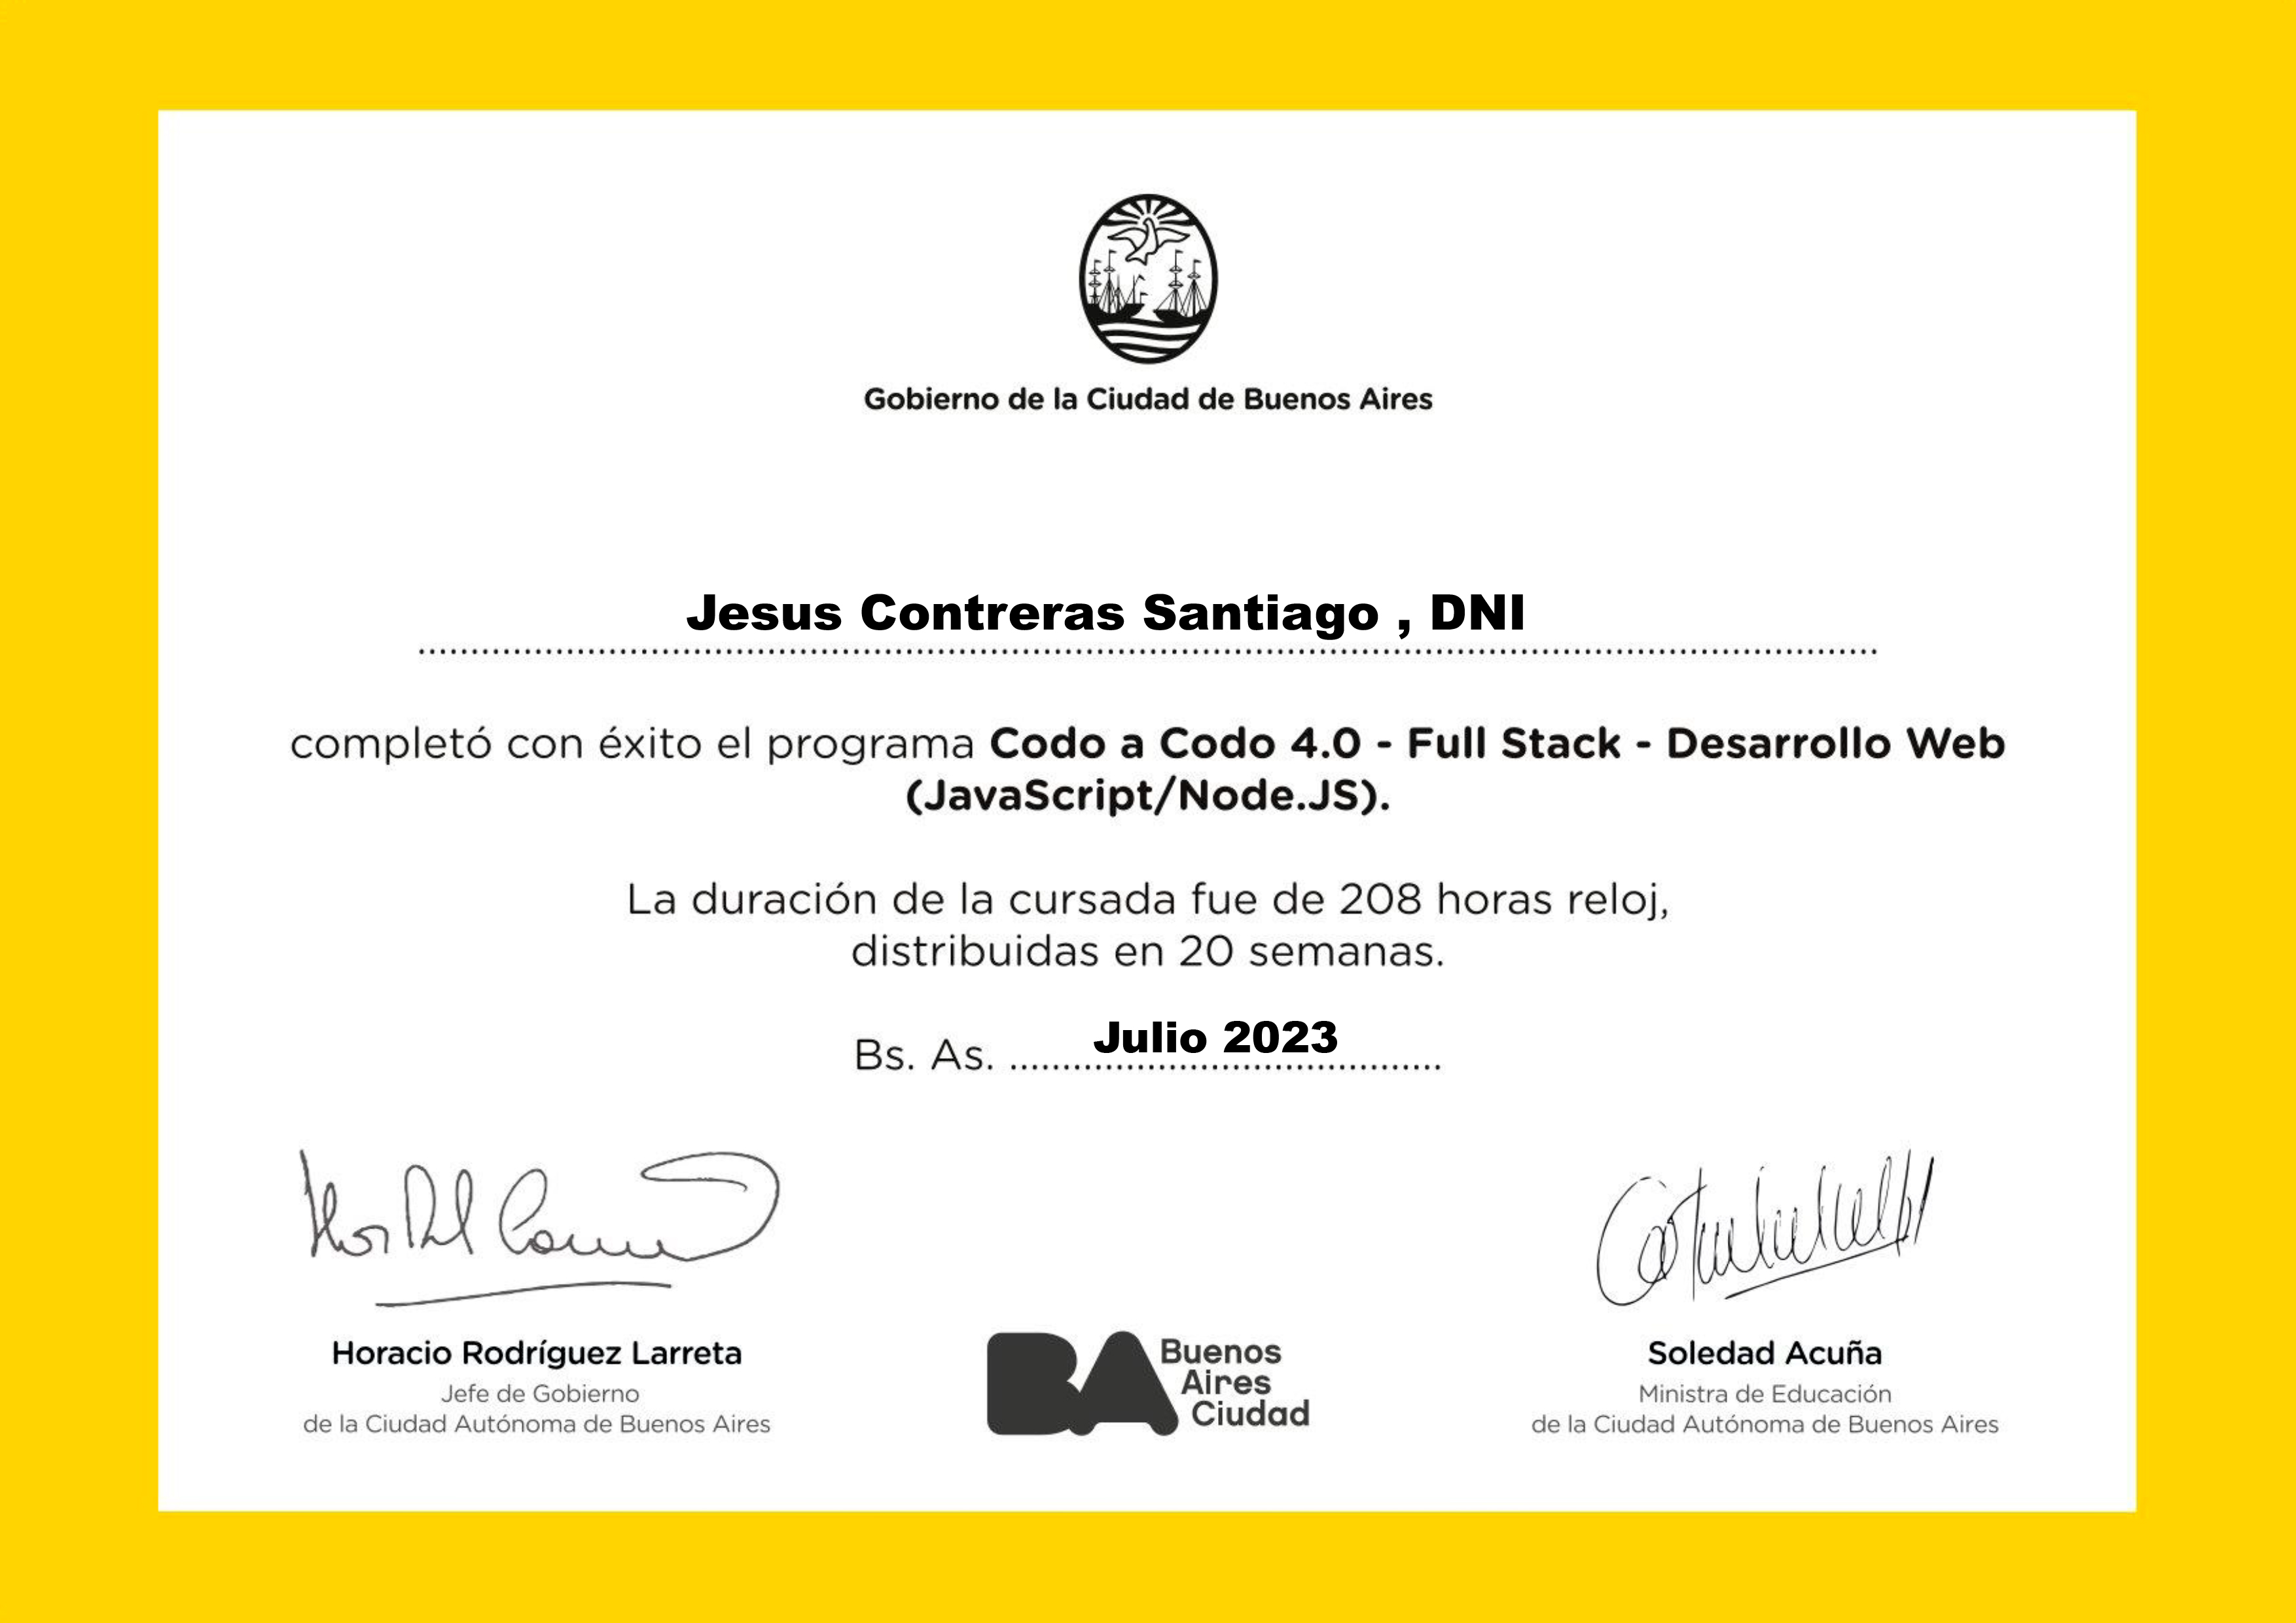 Gobierno de la Ciudad de Buenos Aires
Jesus Contreras Santiago , DNI
completó con éxito el programa Codo a Codo 4.0 - Full Stack - Desarrollo Web
(JavaScript/Node.JS).
La duración de la cursada fue de 208 horas reloj,
distribuidas en 20 semanas.
Bs. As. Julio 2023
Horacio Rodríguez Larreta
Jefe de Gobierno
de la Ciudad Autónoma de Buenos Aires
BA Buenos
Aires
Ciudad
Soledad Acuña
Ministra de Educación
de la Ciudad Autónoma de Buenos Aires